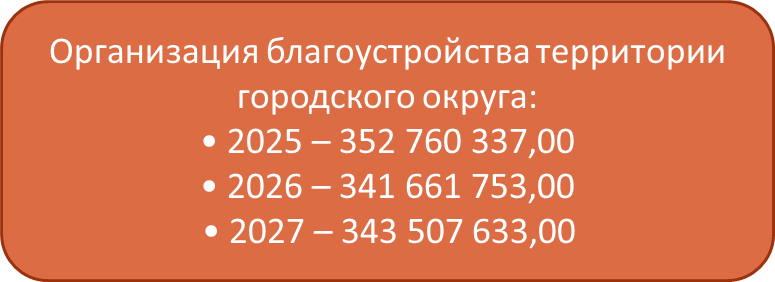 Организация благоустройства территории
городского округа:
• 2025 – 352 760 337,00
• 2026 – 341 661 753,00
• 2027 – 343 507 633,00